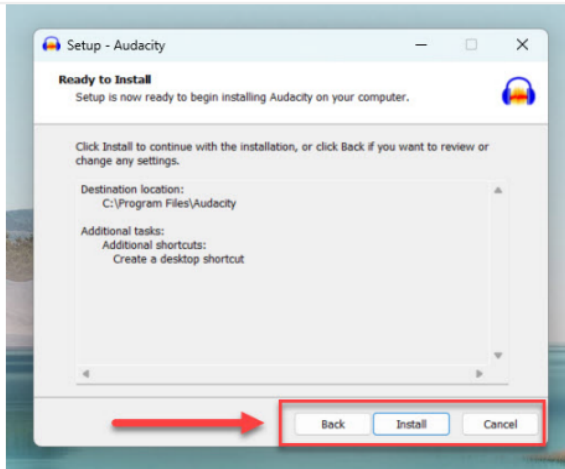 Setup - Audacity
Ready to Install
Setup is now ready to begin installing Audacity on your computer.
Click Install to continue with the installation, or click Back if you want to review or
change any settings.
Destination location:
C:\Program Files\Audacity
Additional tasks:
Additional shortcuts:
Create a desktop shortcut
Back Install Cancel